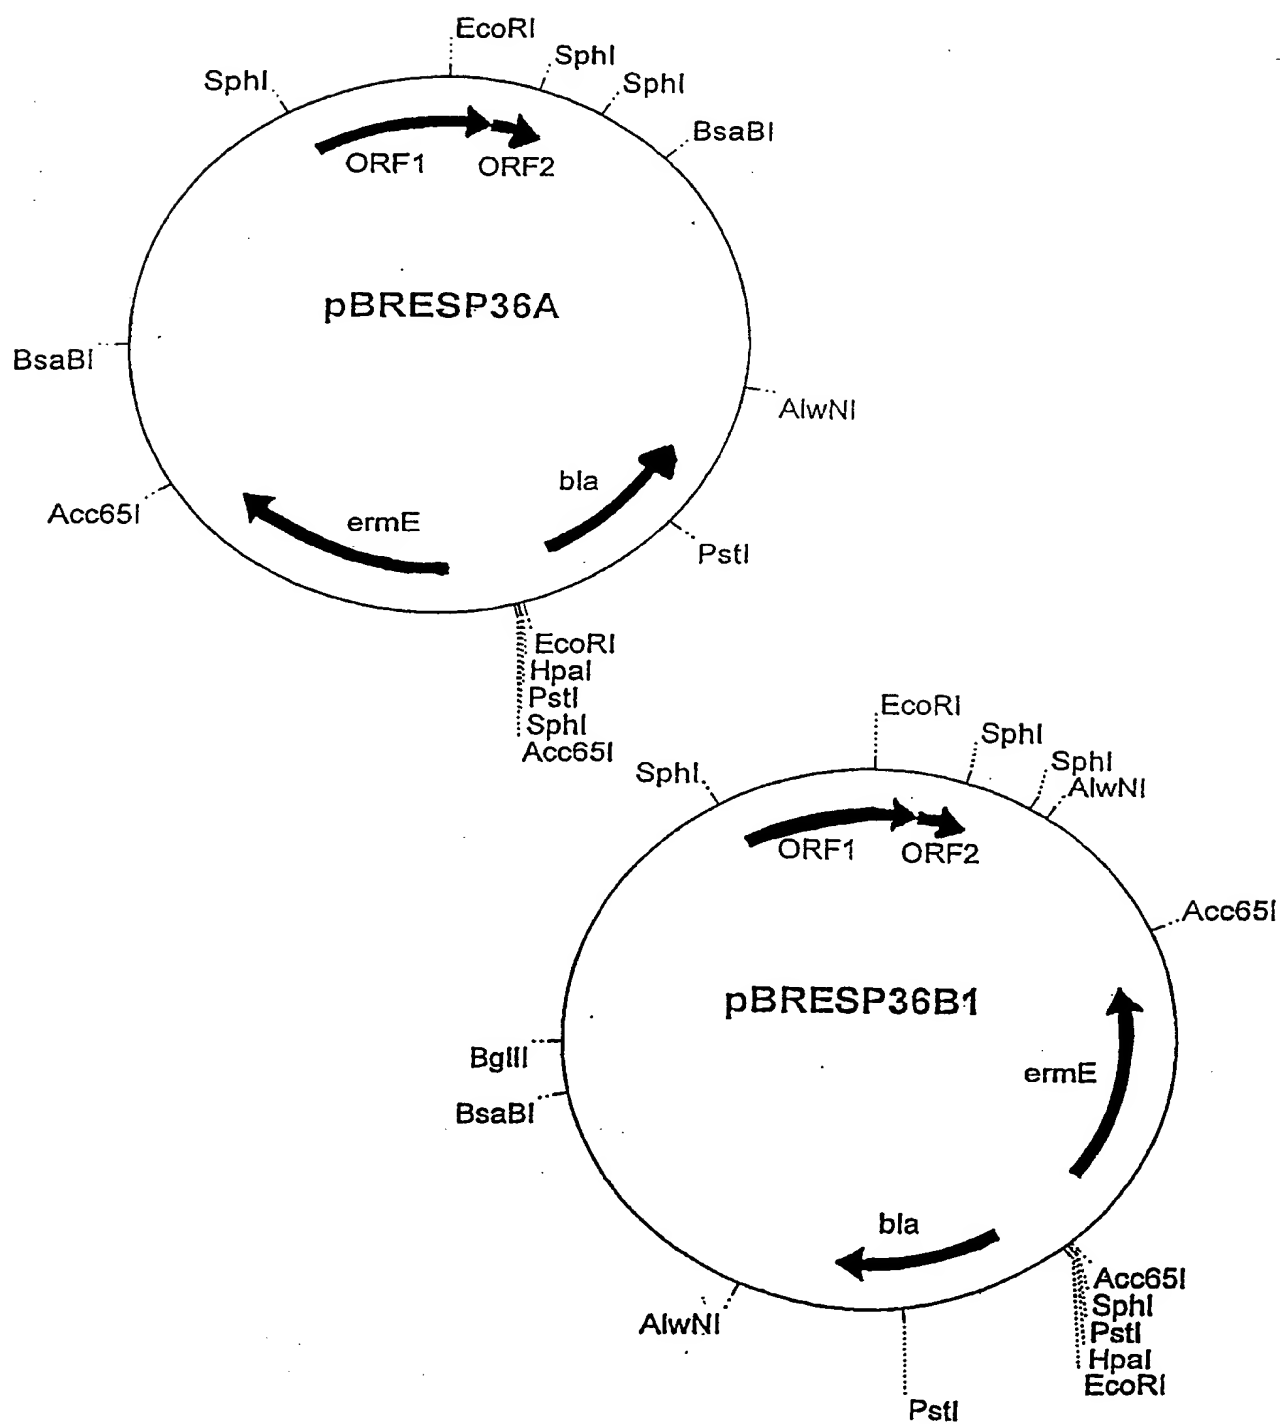 EcoRI
SphI
SphI
SphI
BsaBI
ORF1
ORF2
pBRESP36A
BsaBI
AlwNI
bla
Acc65I
ermE
PstI
EcoRI
HpaI
PstI
SphI
Acc65I
EcoRI
SphI
SphI
SphI
AlwNI
ORF1
ORF2
Acc65I
pBRESP36B1
BglII
ermE
BsaBI
bla
Acc65I
SphI
AlwNI
PstI
HpaI
EcoRI
PstI